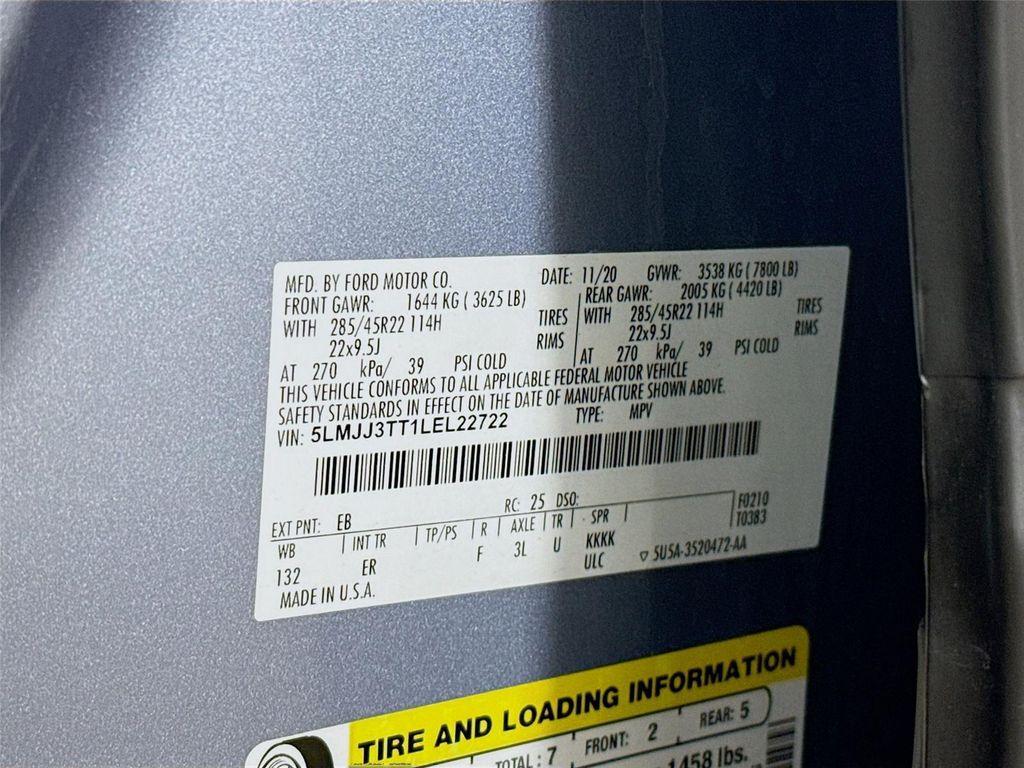 MFD. BY FORD MOTOR CO. DATE: 11/20 GVWR: 3538 KG ( 7800 LB)
FRONT GAWR: 1644 KG ( 3625 LB) REAR GAWR: 2005 KG ( 4420 LB)
WITH 285/45R22 114H TIRES WITH 285/45R22 114H TIRES
22x9.5J RIMS 22x9.5J RIMS
AT 270 kPa/ 39 PSI COLD AT 270 kPa/ 39 PSI COLD
THIS VEHICLE CONFORMS TO ALL APPLICABLE FEDERAL MOTOR VEHICLE
SAFETY STANDARDS IN EFFECT ON THE DATE OF MANUFACTURE SHOWN ABOVE.
VIN: 5LMJJ3TT1LEL22722 TYPE: MPV
EXT PNT: EB RC: 25 DSO: F0210
WB INT TR TP/PS R AXLE TR SPR T0383
132 ER F 3L U KKKK
ULC ▽ 5U5A-3520472-AA
MADE IN U.S.A.
TIRE AND LOADING INFORMATION
TOTAL: 7 FRONT: 2 REAR: 5
1458 lbs.